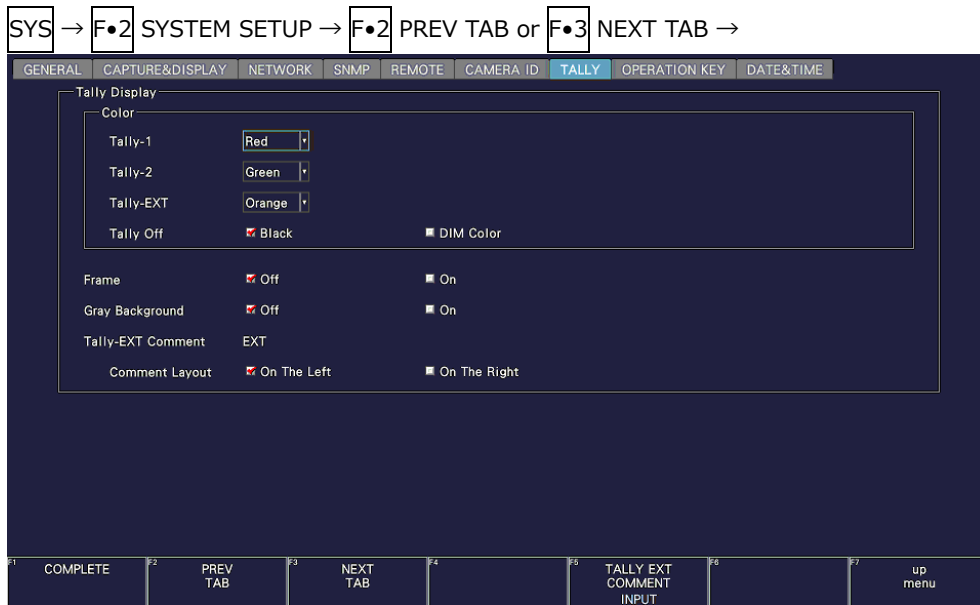 SYS → F•2 SYSTEM SETUP → F•2 PREV TAB or F•3 NEXT TAB →
GENERAL CAPTURE&DISPLAY NETWORK SNMP REMOTE CAMERA ID TALLY OPERATION KEY DATE&TIME
Tally Display
Color
Tally-1 Red
Tally-2 Green
Tally-EXT Orange
Tally Off Black DIM Color
Frame Off On
Gray Background Off On
Tally-EXT Comment EXT
Comment Layout On The Left On The Right
F1 COMPLETE
F2 PREV
TAB
F3 NEXT
TAB
F4
F5 TALLY EXT
COMMENT
INPUT
F6
F7 up
menu